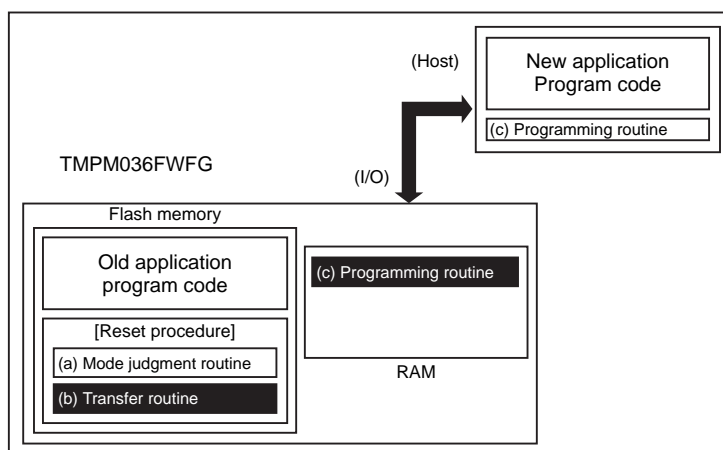 (Host)
New application
Program code
(c) Programming routine
TMPM036FWFG
(I/O)
Flash memory
Old application
program code
[Reset procedure]
(a) Mode judgment routine
(b) Transfer routine
(c) Programming routine
RAM